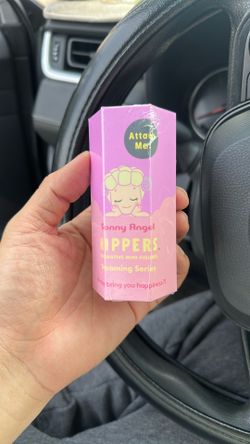 Attach
Me!
Sonny Angel
HIPPERS
Dreaming Series
bring you happiness!